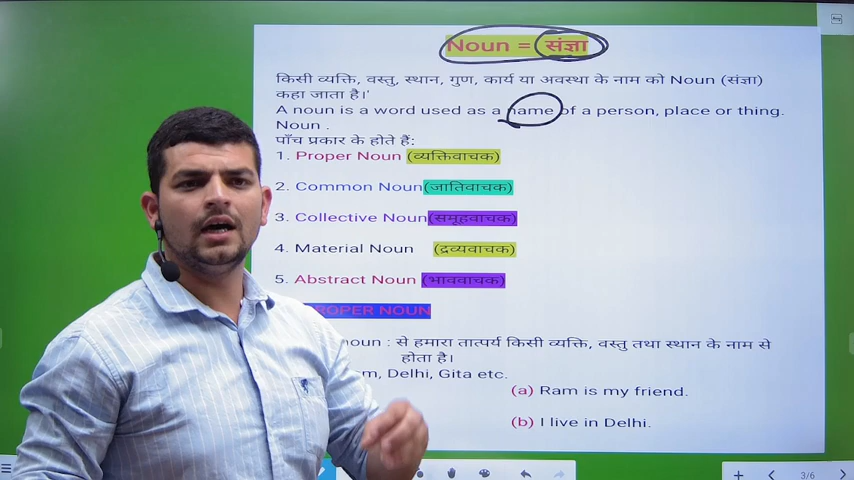 Noun = संज्ञा
किसी व्यक्ति, वस्तु, स्थान, गुण, कार्य या अवस्था के नाम को Noun (संज्ञा)
कहा जाता है।'
A noun is a word used as a name of a person, place or thing.
Noun .
पाँच प्रकार के होते हैं:
1. Proper Noun (व्यक्तिवाचक)
2. Common Noun(जातिवाचक)
3. Collective Noun(समूहवाचक)
4. Material Noun (द्रव्यवाचक)
5. Abstract Noun (भाववाचक)
NOUN
noun : से हमारा तात्पर्य किसी व्यक्ति, वस्तु तथा स्थान के नाम से
होता है।
Delhi, Gita etc.
(a) Ram is my friend.
(b) I live in Delhi.
3/6